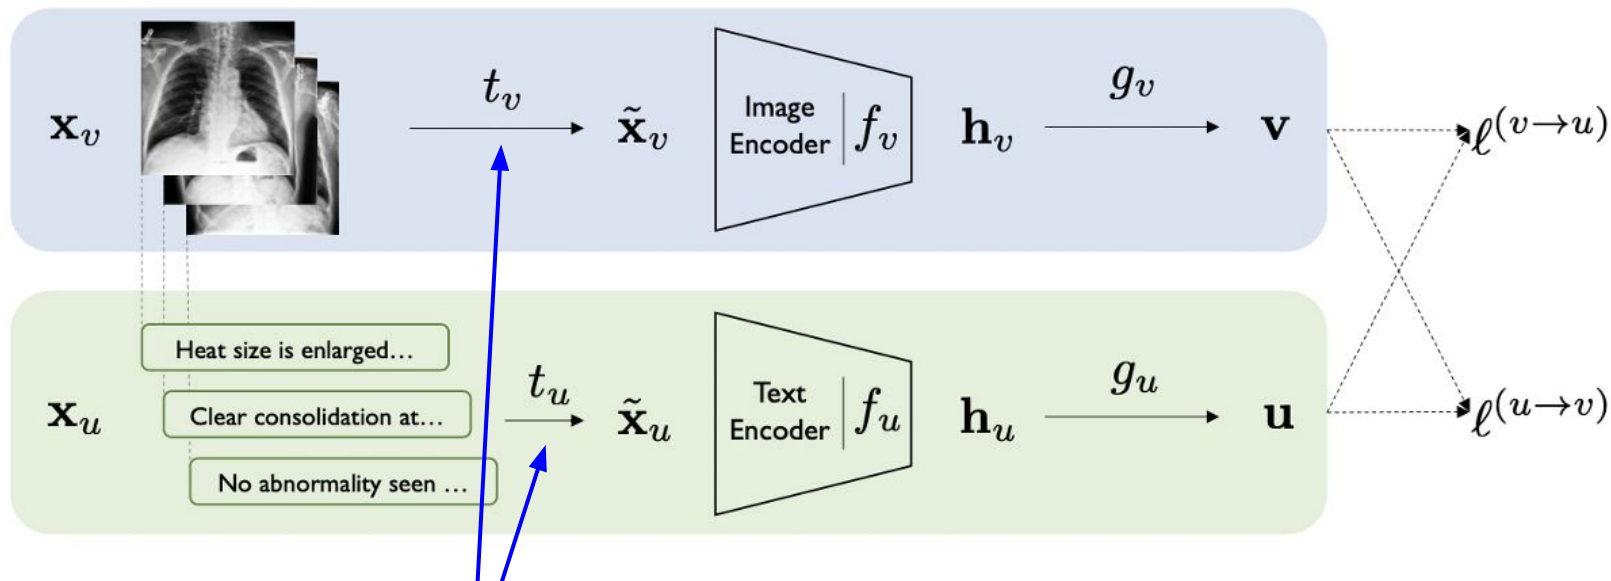 x_v
t_v
x̃_v
Image
Encoder
f_v
h_v
g_v
v
ℓ^(v→u)
x_u
Heat size is enlarged…
Clear consolidation at…
No abnormality seen …
t_u
x̃_u
Text
Encoder
f_u
h_u
g_u
u
ℓ^(u→v)